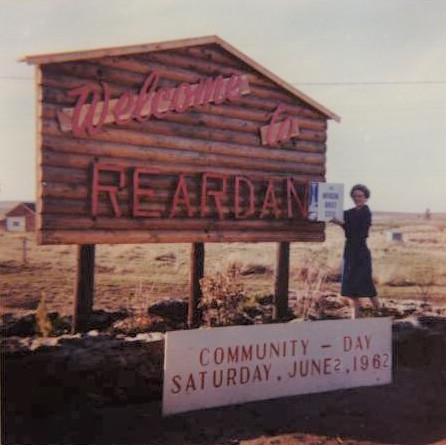 Welcome
to
REARDAN
COMMUNITY - DAY
SATURDAY, JUNE 2, 1962